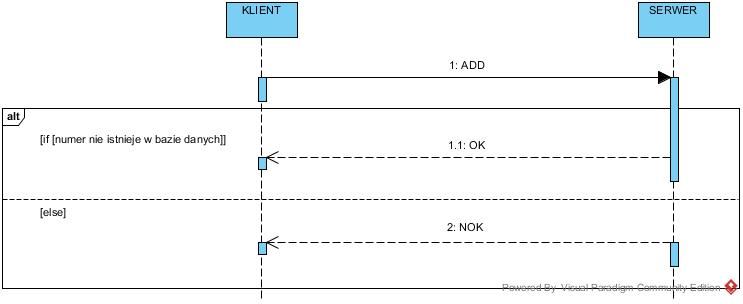 KLIENT
SERWER
1: ADD
alt
[if [numer nie istnieje w bazie danych]]
1.1: OK
[else]
2: NOK
Powered By Visual Paradigm Community Edition